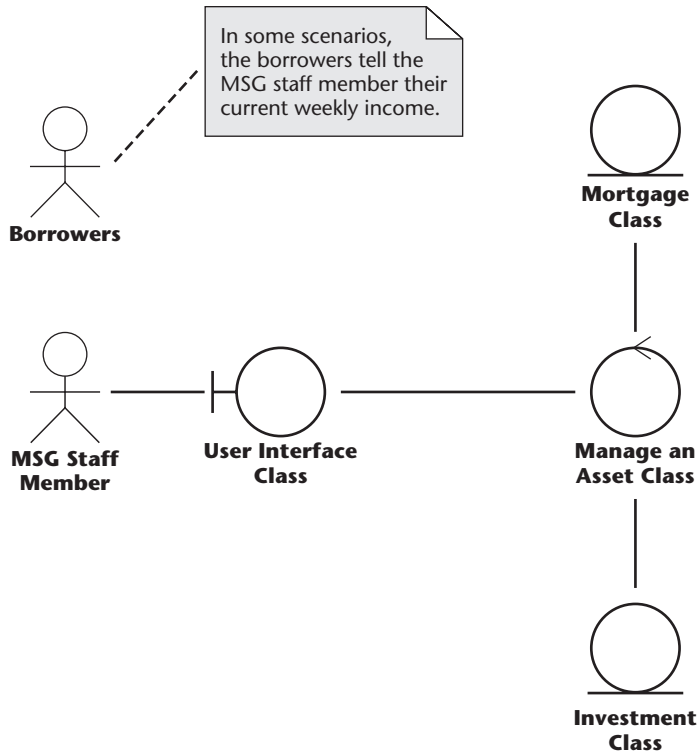 In some scenarios,
the borrowers tell the
MSG staff member their
current weekly income.
Borrowers
Mortgage
Class
MSG Staff
Member
User Interface
Class
Manage an
Asset Class
Investment
Class